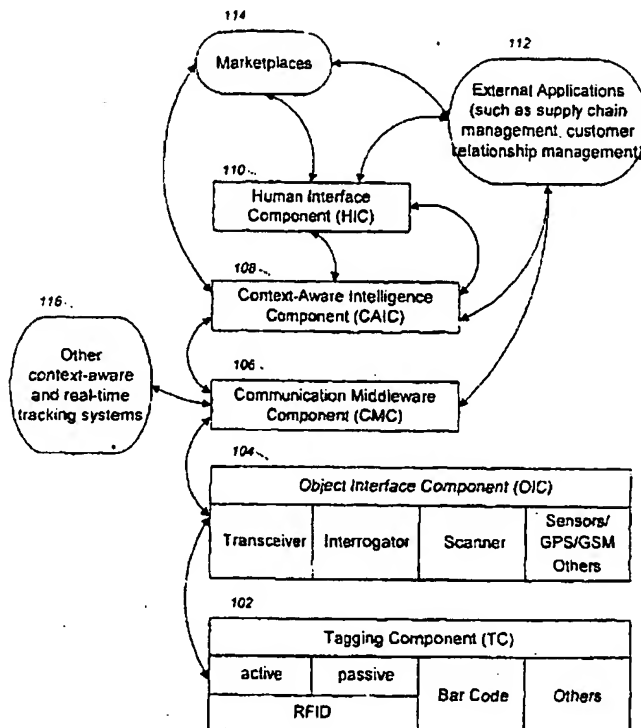 114
Marketplaces
112
External Applications
(such as supply chain
management, customer
relationship management)
110
Human Interface
Component (HIC)
108
Context-Aware Intelligence
Component (CAIC)
116
Other
context-aware
and real-time
tracking systems
106
Communication Middleware
Component (CMC)
104
Object Interface Component (OIC)
Transceiver
Interrogator
Scanner
Sensors/
GPS/GSM
Others
102
Tagging Component (TC)
active
passive
RFID
Bar Code
Others